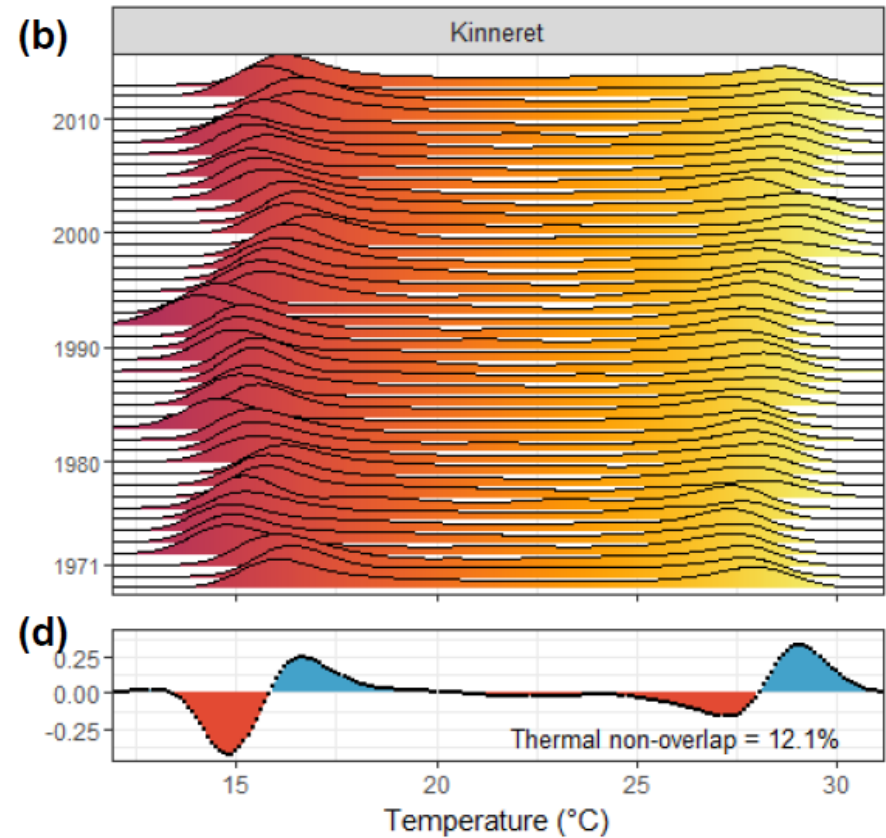 (b)
Kinneret
2010
2000
1990
1980
1971
(d)
0.25
0.00
-0.25
Thermal non-overlap = 12.1%
15 20 25 30
Temperature (°C)